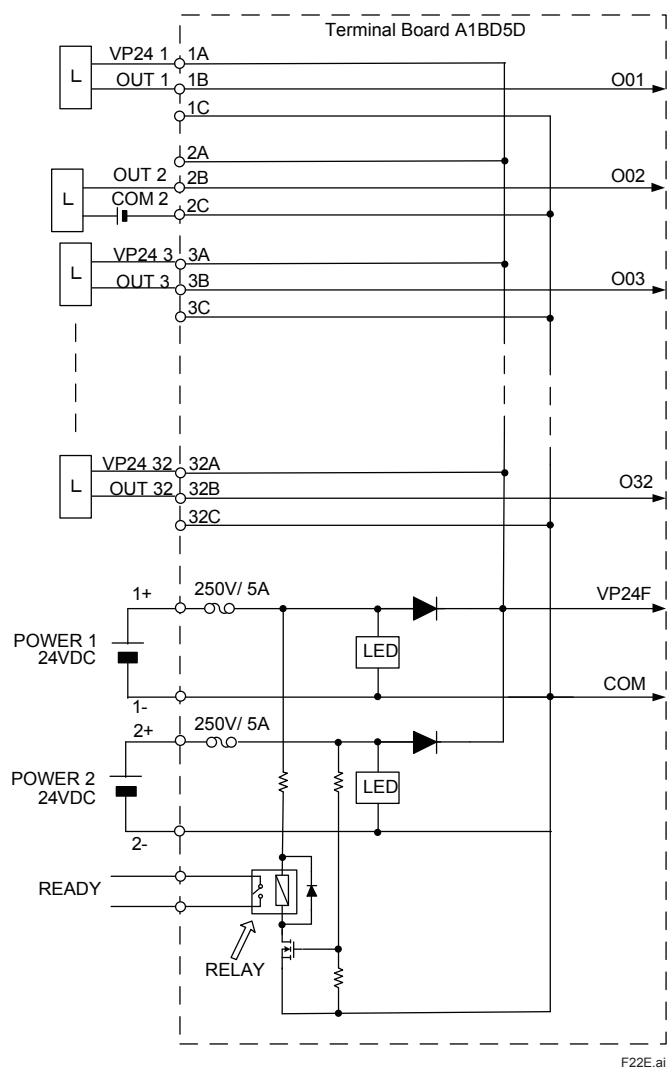 Terminal Board A1BD5D
L
VP24 1
1A
OUT 1
1B
O01
1C
2A
L
OUT 2
2B
O02
COM 2
2C
L
VP24 3
3A
OUT 3
3B
O03
3C
L
VP24 32
32A
OUT 32
32B
O32
32C
1+
250V/ 5A
VP24F
POWER 1
24VDC
LED
COM
1-
2+
250V/ 5A
POWER 2
24VDC
LED
2-
READY
RELAY
F22E.ai